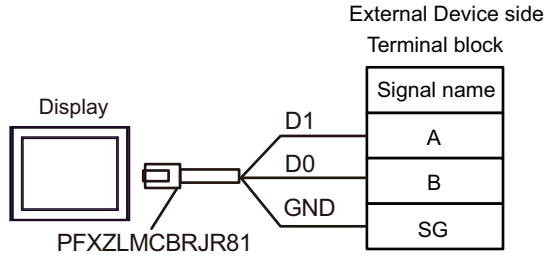 External Device side
Terminal block
Signal name
Display
D1
A
D0
B
GND
SG
PFXZLMCBRJR81